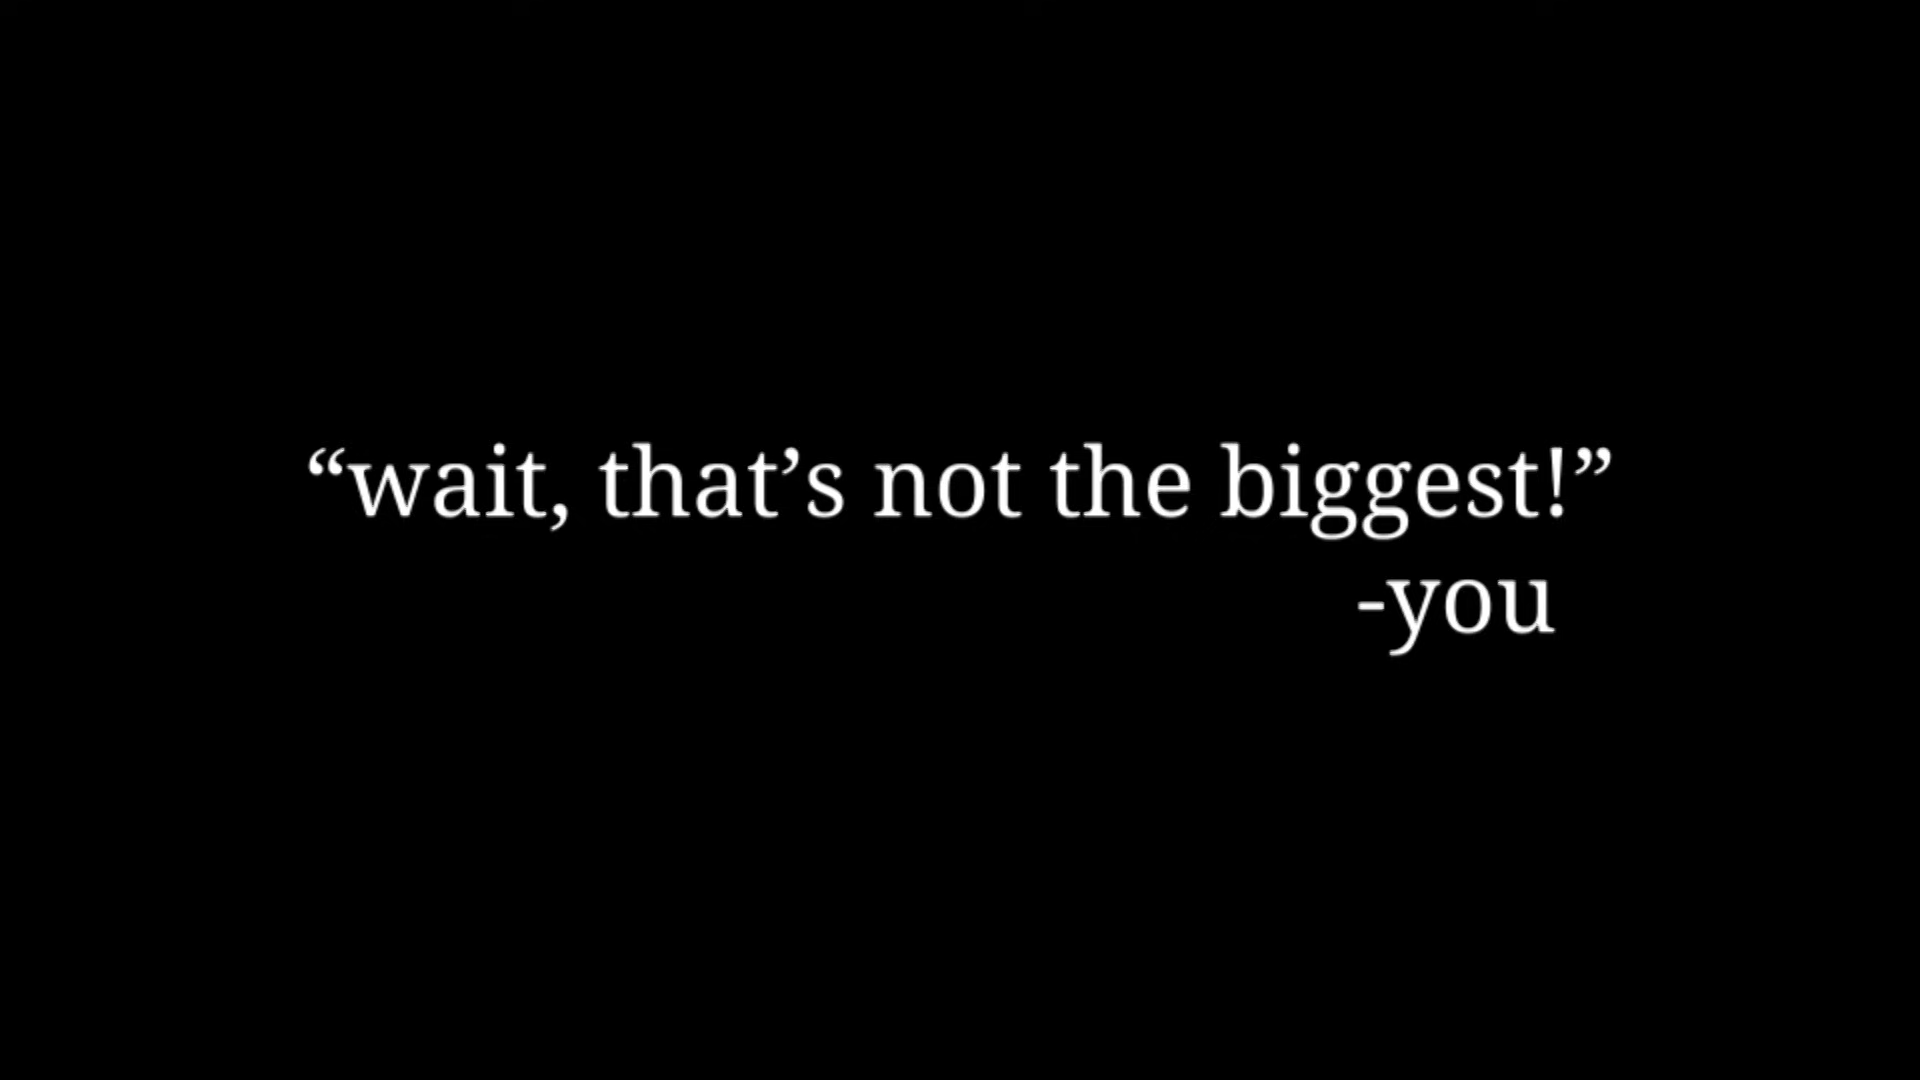 “wait, that’s not the biggest!”
-you